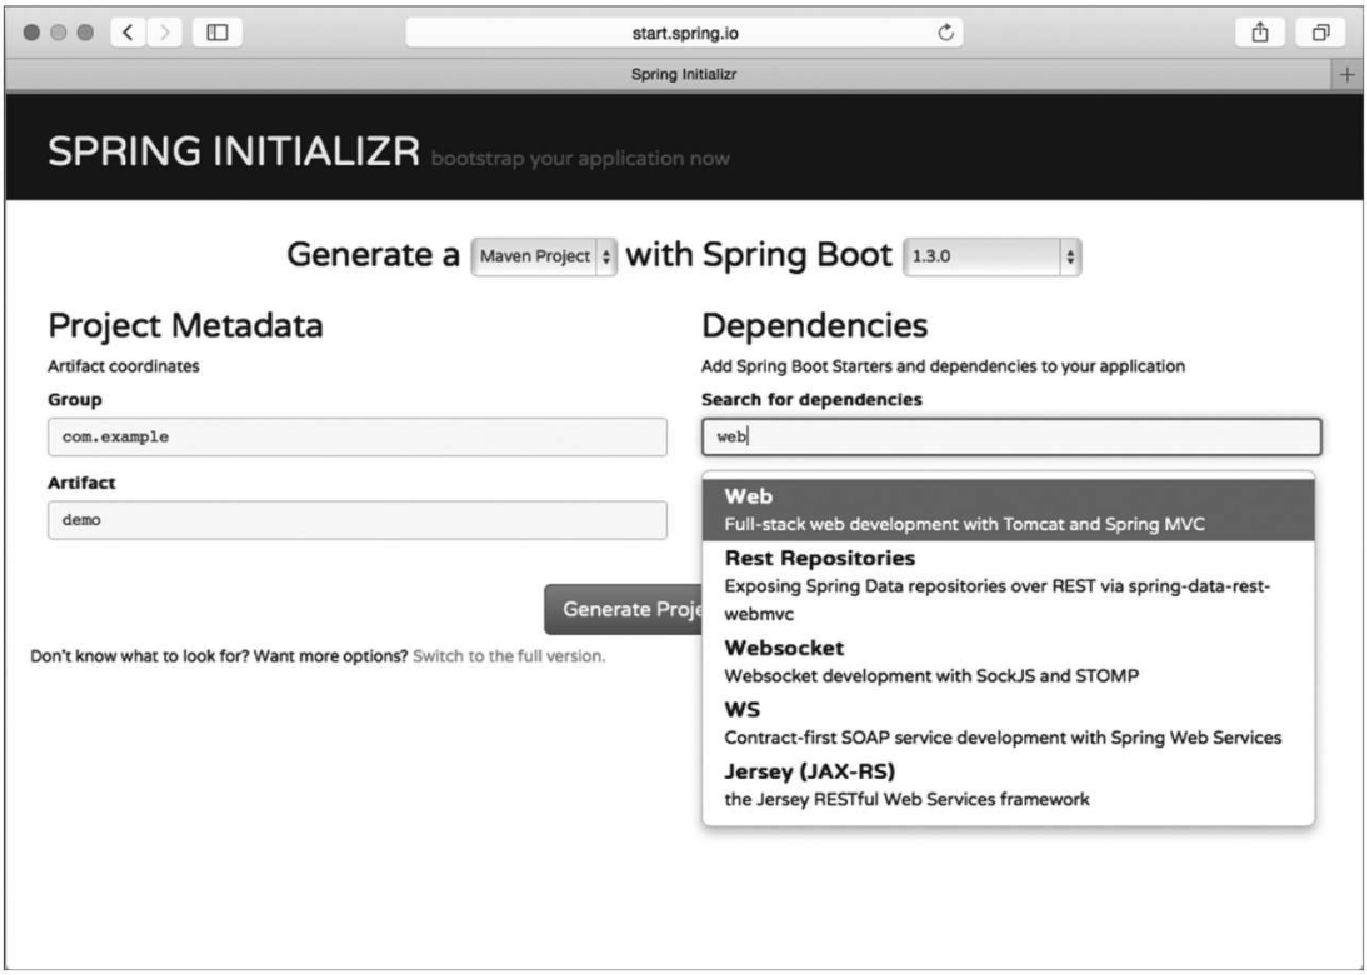 start.spring.io
Spring Initializr
SPRING INITIALIZR bootstrap your application now
Generate a Maven Project with Spring Boot 1.3.0
Project Metadata
Artifact coordinates
Group
com.example
Artifact
demo
Dependencies
Add Spring Boot Starters and dependencies to your application
Search for dependencies
web
Web
Full-stack web development with Tomcat and Spring MVC
Rest Repositories
Exposing Spring Data repositories over REST via spring-data-rest-
webmvc
Websocket
Websocket development with SockJS and STOMP
WS
Contract-first SOAP service development with Spring Web Services
Jersey (JAX-RS)
the Jersey RESTful Web Services framework
Generate Proje
Don't know what to look for? Want more options? Switch to the full version.